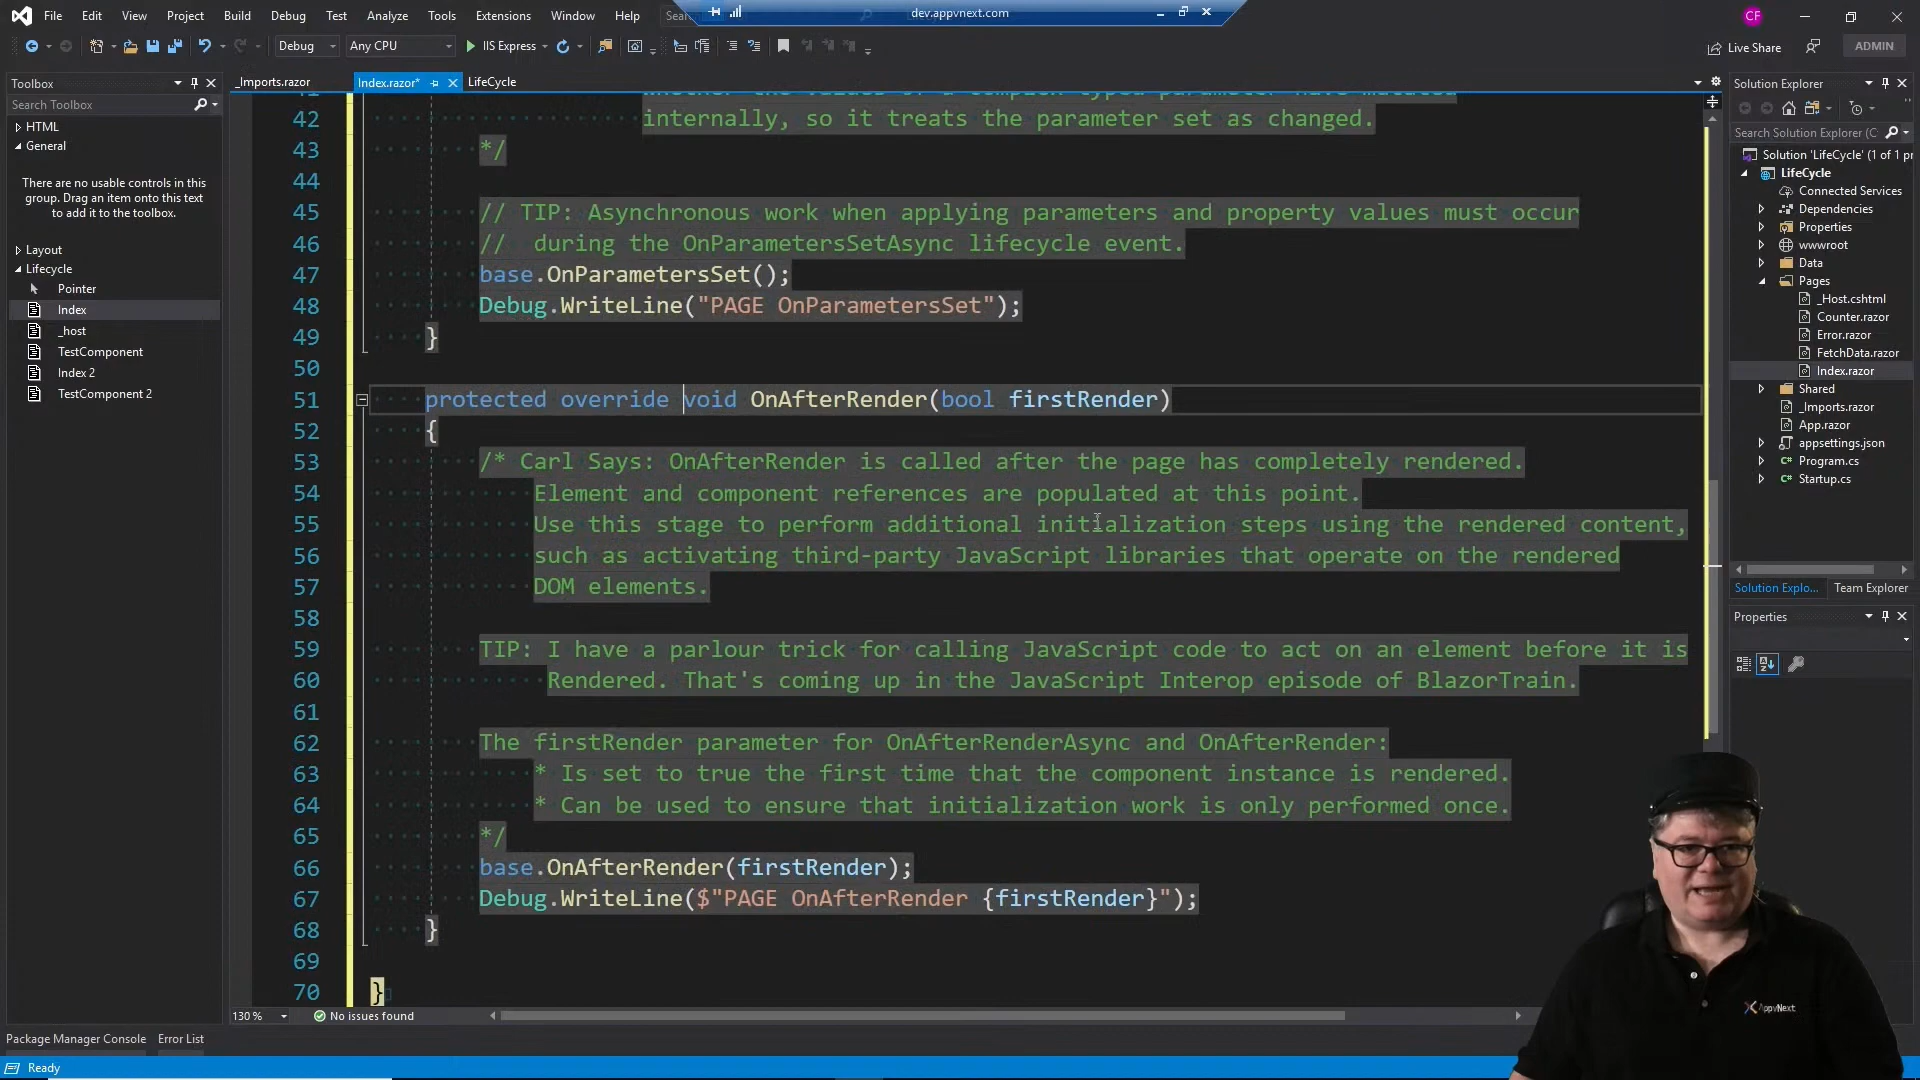 File Edit View Project Build Debug Test Analyze Tools Extensions Window Help
dev.appvnext.com
CF
Debug Any CPU IIS Express
Live Share ADMIN
Toolbox
Search Toolbox
HTML
General
There are no usable controls in this
group. Drag an item onto this text
to add it to the toolbox.
Layout
Lifecycle
Pointer
Index
_host
TestComponent
Index 2
TestComponent 2
_Imports.razor Index.razor* LifeCycle
42 internally, so it treats the parameter set as changed.
43 */
44
45 // TIP: Asynchronous work when applying parameters and property values must occur
46 // during the OnParametersSetAsync lifecycle event.
47 base.OnParametersSet();
48 Debug.WriteLine("PAGE OnParametersSet");
49 }
50
51 protected override void OnAfterRender(bool firstRender)
52 {
53 /* Carl Says: OnAfterRender is called after the page has completely rendered.
54 Element and component references are populated at this point.
55 Use this stage to perform additional initialization steps using the rendered content,
56 such as activating third-party JavaScript libraries that operate on the rendered
57 DOM elements.
58
59 TIP: I have a parlour trick for calling JavaScript code to act on an element before it is
60 Rendered. That's coming up in the JavaScript Interop episode of BlazorTrain.
61
62 The firstRender parameter for OnAfterRenderAsync and OnAfterRender:
63 * Is set to true the first time that the component instance is rendered.
64 * Can be used to ensure that initialization work is only performed once.
65 */
66 base.OnAfterRender(firstRender);
67 Debug.WriteLine($"PAGE OnAfterRender {firstRender}");
68 }
69
70 }
130 % No issues found
Solution Explorer
Search Solution Explorer (C
Solution 'LifeCycle' (1 of 1 pr
LifeCycle
Connected Services
Dependencies
Properties
wwwroot
Data
Pages
_Host.cshtml
Counter.razor
Error.razor
FetchData.razor
Index.razor
Shared
_Imports.razor
App.razor
appsettings.json
Program.cs
Startup.cs
Solution Explo... Team Explorer
Properties
AppvNext
Package Manager Console Error List
Ready